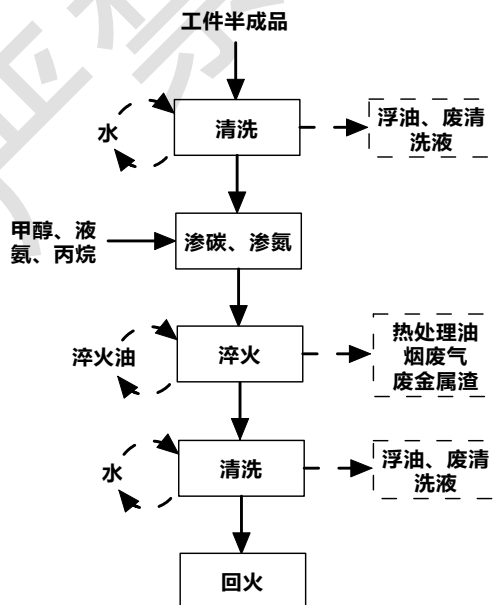 工件半成品
水
清洗
浮油、废清
洗液
甲醇、液
氨、丙烷
渗碳、渗氮
淬火油
淬火
热处理油
烟废气
废金属渣
水
清洗
浮油、废清
洗液
回火